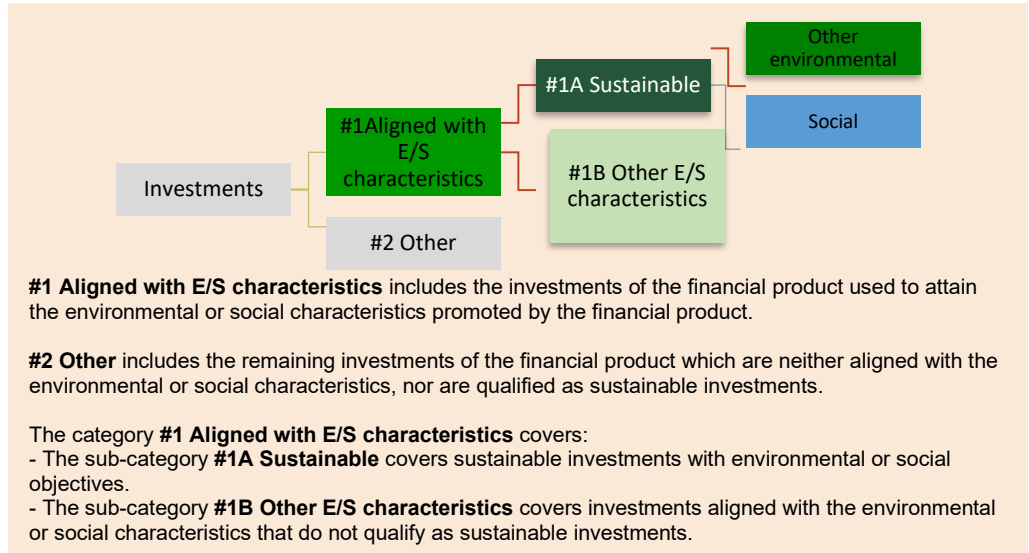 Other
environmental
#1A Sustainable
Social
#1Aligned with
E/S
characteristics
#1B Other E/S
characteristics
Investments
#2 Other
#1 Aligned with E/S characteristics includes the investments of the financial product used to attain
the environmental or social characteristics promoted by the financial product.
#2 Other includes the remaining investments of the financial product which are neither aligned with the
environmental or social characteristics, nor are qualified as sustainable investments.
The category #1 Aligned with E/S characteristics covers:
- The sub-category #1A Sustainable covers sustainable investments with environmental or social
objectives.
- The sub-category #1B Other E/S characteristics covers investments aligned with the environmental
or social characteristics that do not qualify as sustainable investments.